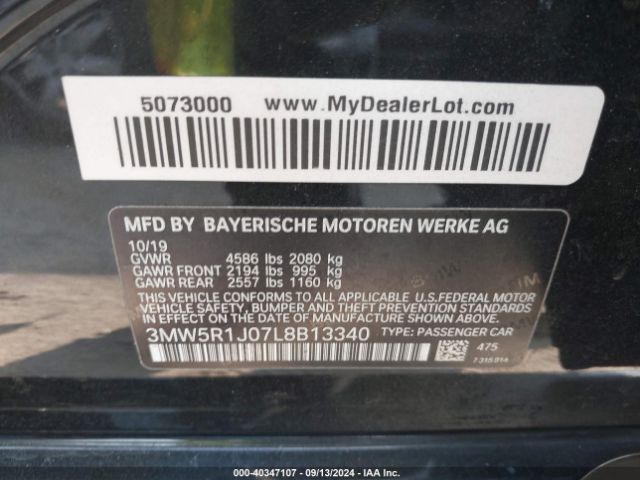 5073000 www.MyDealerLot.com
MFD BY BAYERISCHE MOTOREN WERKE AG
10/19
GVWR 4586 lbs 2080 kg
GAWR FRONT 2194 lbs 995 kg
GAWR REAR 2557 lbs 1160 kg
THIS VEHICLE CONFORMS TO ALL APPLICABLE U.S.FEDERAL MOTOR
VEHICLE SAFETY, BUMPER AND THEFT PREVENTION STANDARDS
IN EFFECT ON THE DATE OF MANUFACTURE SHOWN ABOVE.
3MW5R1J07L8B13340 TYPE: PASSENGER CAR
475
7315814
000-40347107 - 09/13/2024 - IAA Inc.